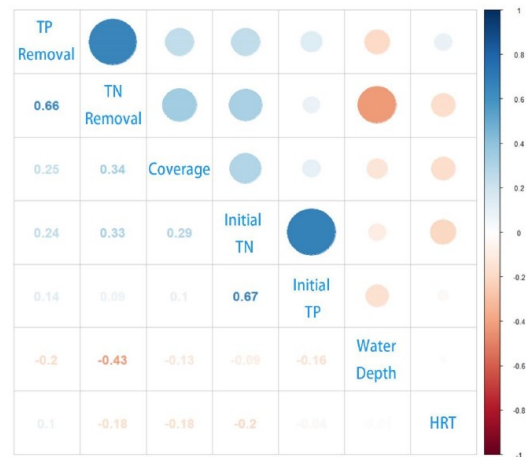 TP
Removal
0.66
TN
Removal
0.25
0.34
Coverage
0.24
0.33
0.29
Initial
TN
0.14
0.09
0.1
0.67
Initial
TP
-0.2
-0.43
-0.13
-0.09
-0.16
Water
Depth
0.1
-0.18
-0.18
-0.2
HRT
1
0.8
0.6
0.4
0.2
0
-0.2
-0.4
-0.6
-0.8
-1